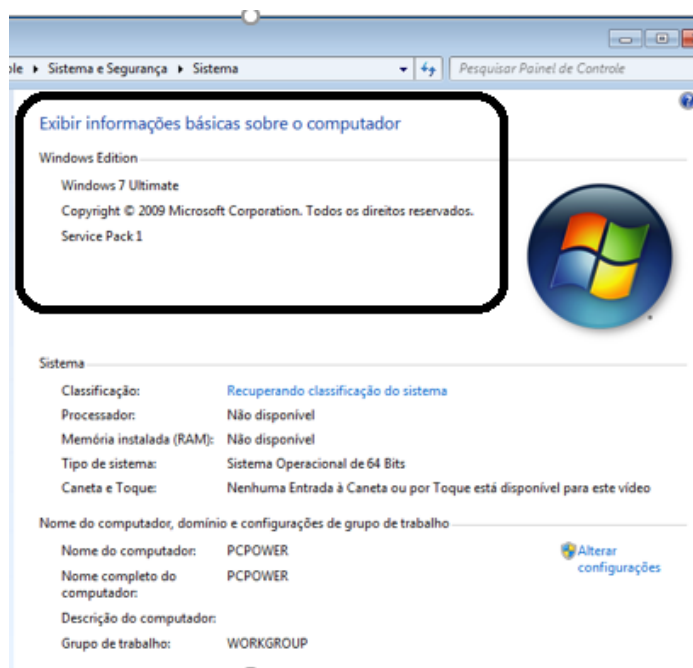 ole ▸ Sistema e Segurança ▸ Sistema Pesquisar Painel de Controle
Exibir informações básicas sobre o computador
Windows Edition
Windows 7 Ultimate
Copyright © 2009 Microsoft Corporation. Todos os direitos reservados.
Service Pack 1
Sistema
Classificação: Recuperando classificação do sistema
Processador: Não disponível
Memória instalada (RAM): Não disponível
Tipo de sistema: Sistema Operacional de 64 Bits
Caneta e Toque: Nenhuma Entrada à Caneta ou por Toque está disponível para este vídeo
Nome do computador, domínio e configurações de grupo de trabalho
Nome do computador: PCPOWER Alterar
configurações
Nome completo do PCPOWER
computador:
Descrição do computador:
Grupo de trabalho: WORKGROUP